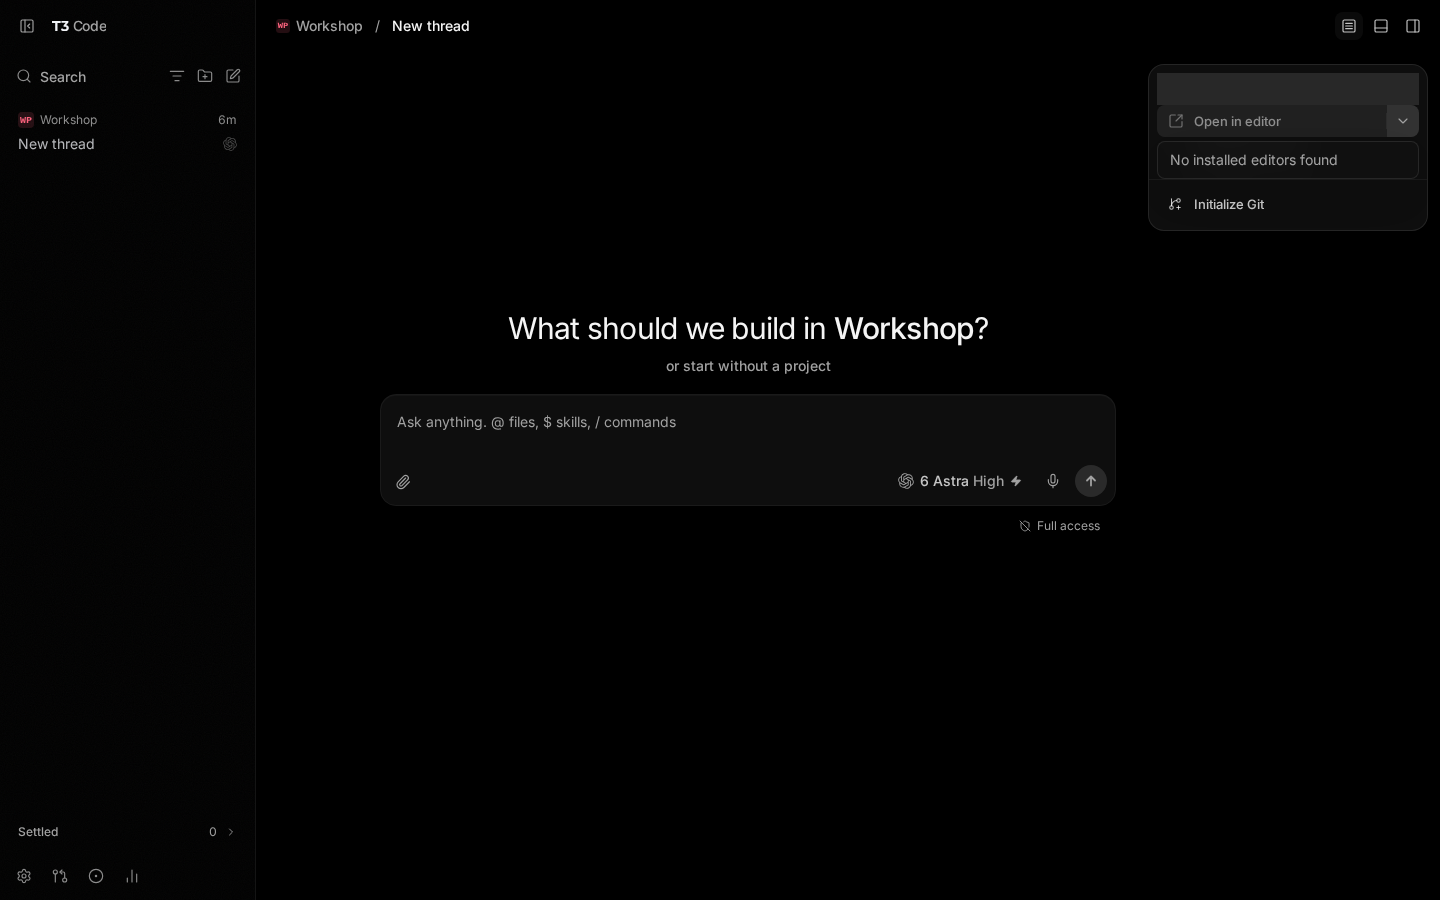 T3 Code
Search
WP Workshop 6m
New thread
Settled 0
WP Workshop / New thread
Open in editor
No installed editors found
Initialize Git
What should we build in Workshop?
or start without a project
Ask anything. @ files, $ skills, / commands
6 Astra High
Full access